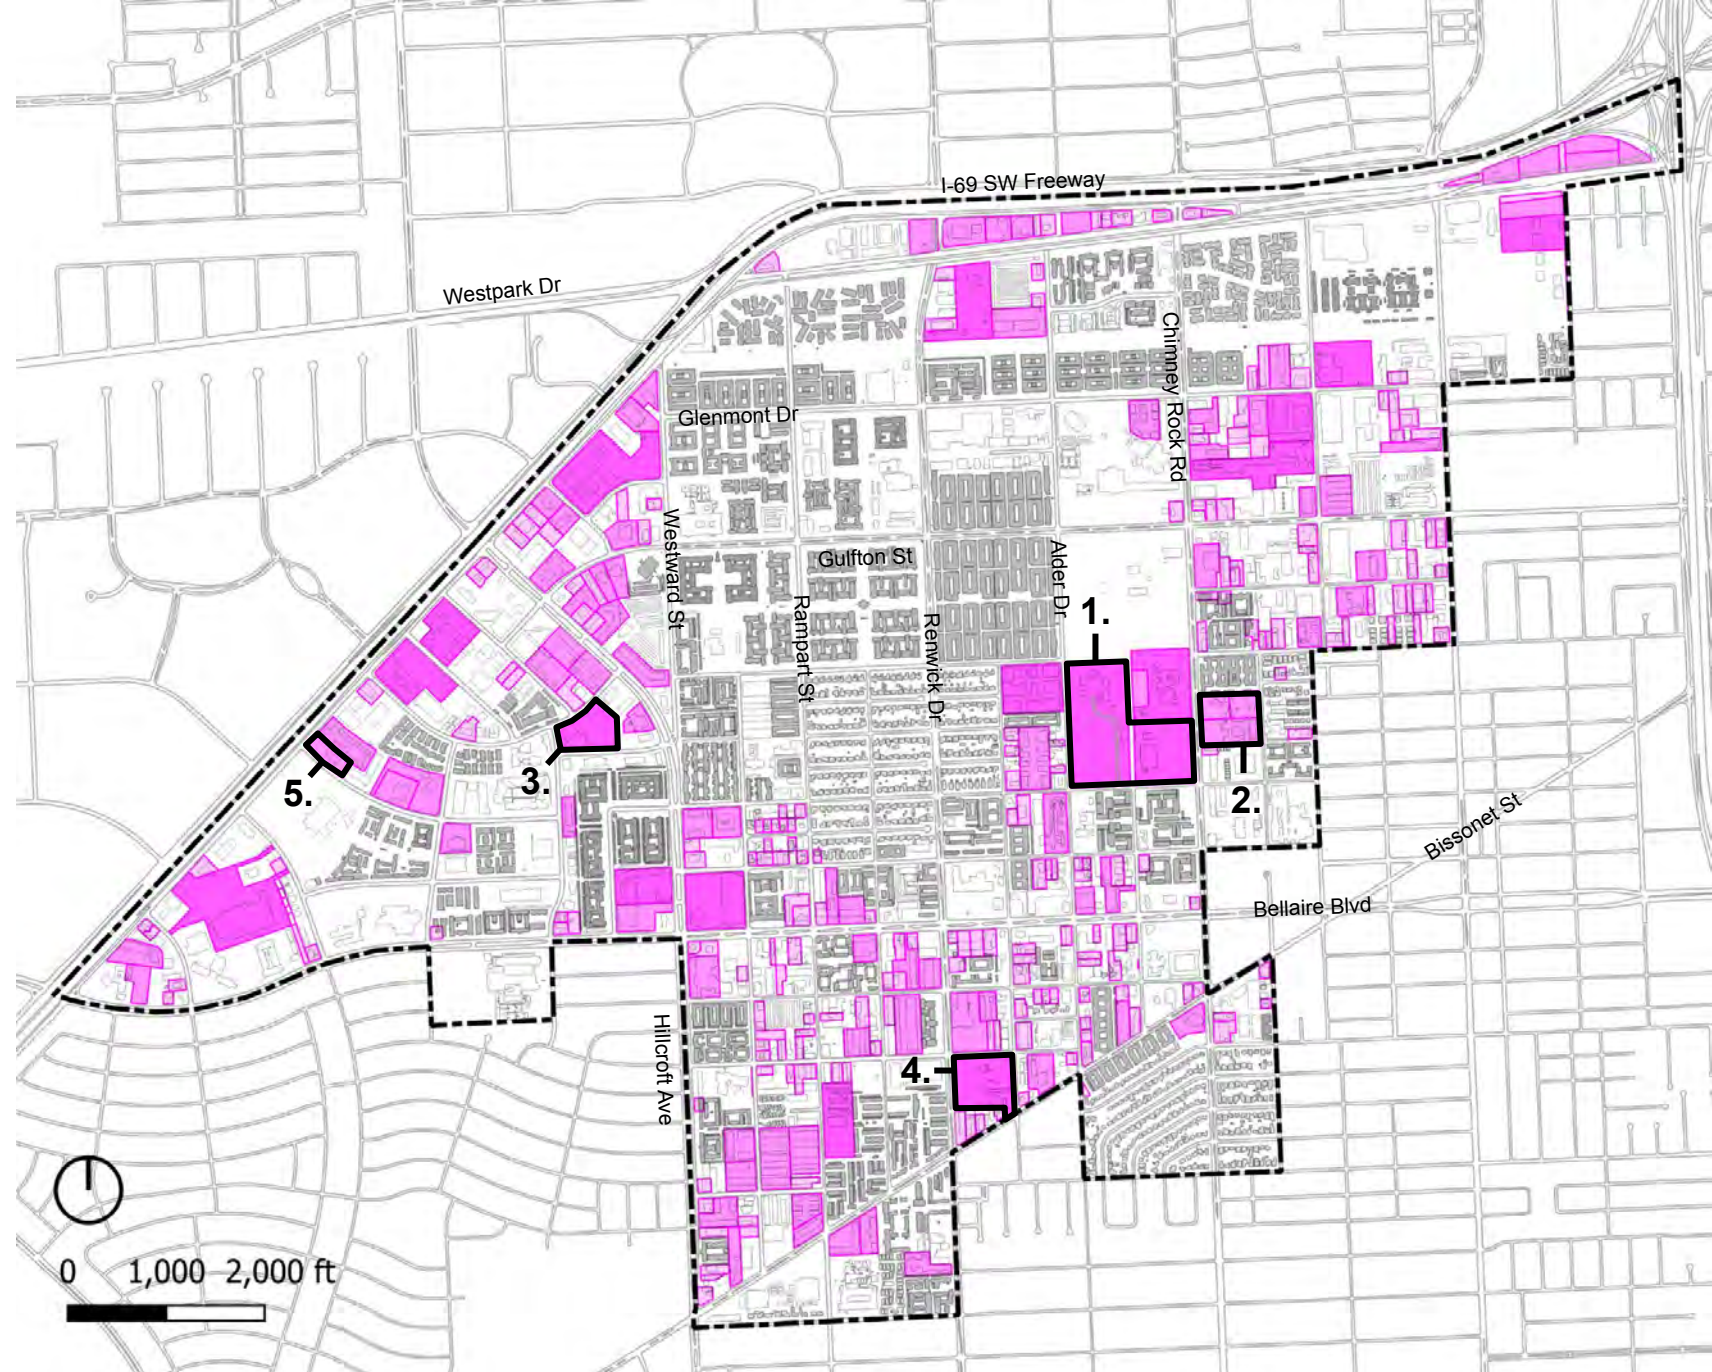 I-69 SW Freeway
Westpark Dr
Chimney Rock Rd
Glenmont Dr
Westward St
Gulfton St
Alder Dr
Rampart St
Renwick Dr
1.
2.
3.
5.
Bissonet St
Bellaire Blvd
Hillcroft Ave
4.
0 1,000 2,000 ft